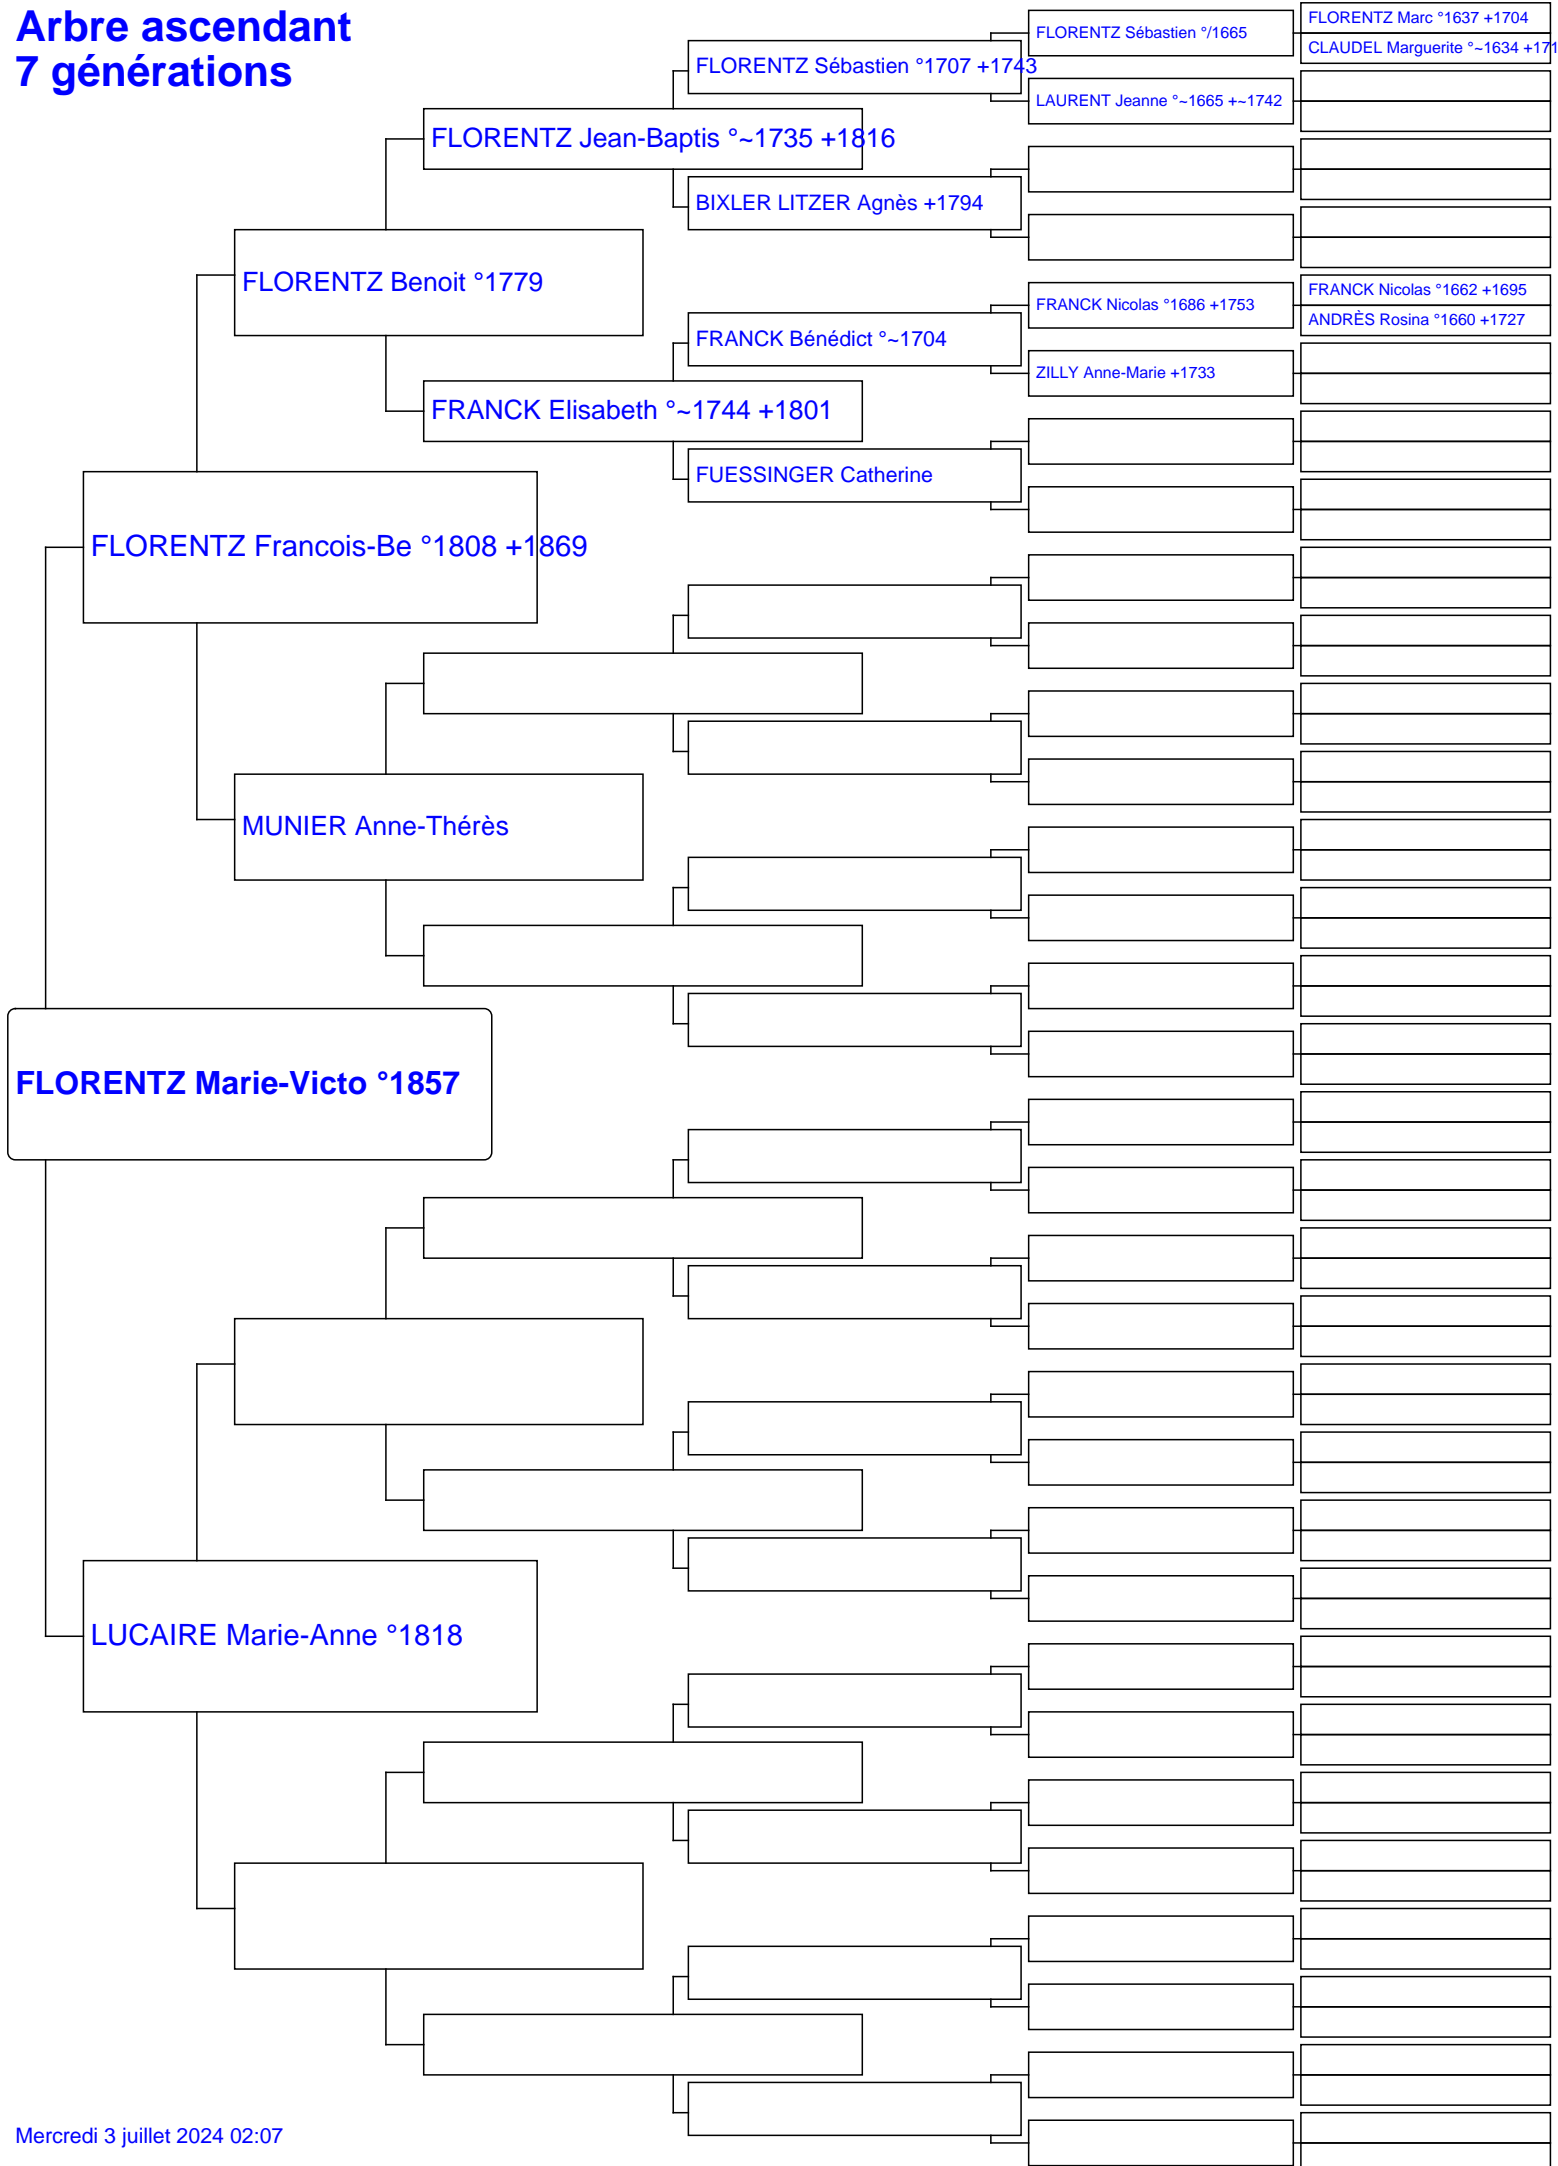 Arbre ascendant
7 générations
FLORENTZ Marc °1637 +1704
FLORENTZ Sébastien °/1665
CLAUDEL Marguerite °~1634 +171
FLORENTZ Sébastien °1707 +1743
LAURENT Jeanne °~1665 +~1742
FLORENTZ Jean-Baptis °~1735 +1816
BIXLER LITZER Agnès +1794
FLORENTZ Benoit °1779
FRANCK Nicolas °1662 +1695
FRANCK Nicolas °1686 +1753
ANDRÈS Rosina °1660 +1727
FRANCK Bénédict °~1704
ZILLY Anne-Marie +1733
FRANCK Elisabeth °~1744 +1801
FUESSINGER Catherine
FLORENTZ Francois-Be °1808 +1869
MUNIER Anne-Thérès
FLORENTZ Marie-Victo °1857
LUCAIRE Marie-Anne °1818
Mercredi 3 juillet 2024 02:07